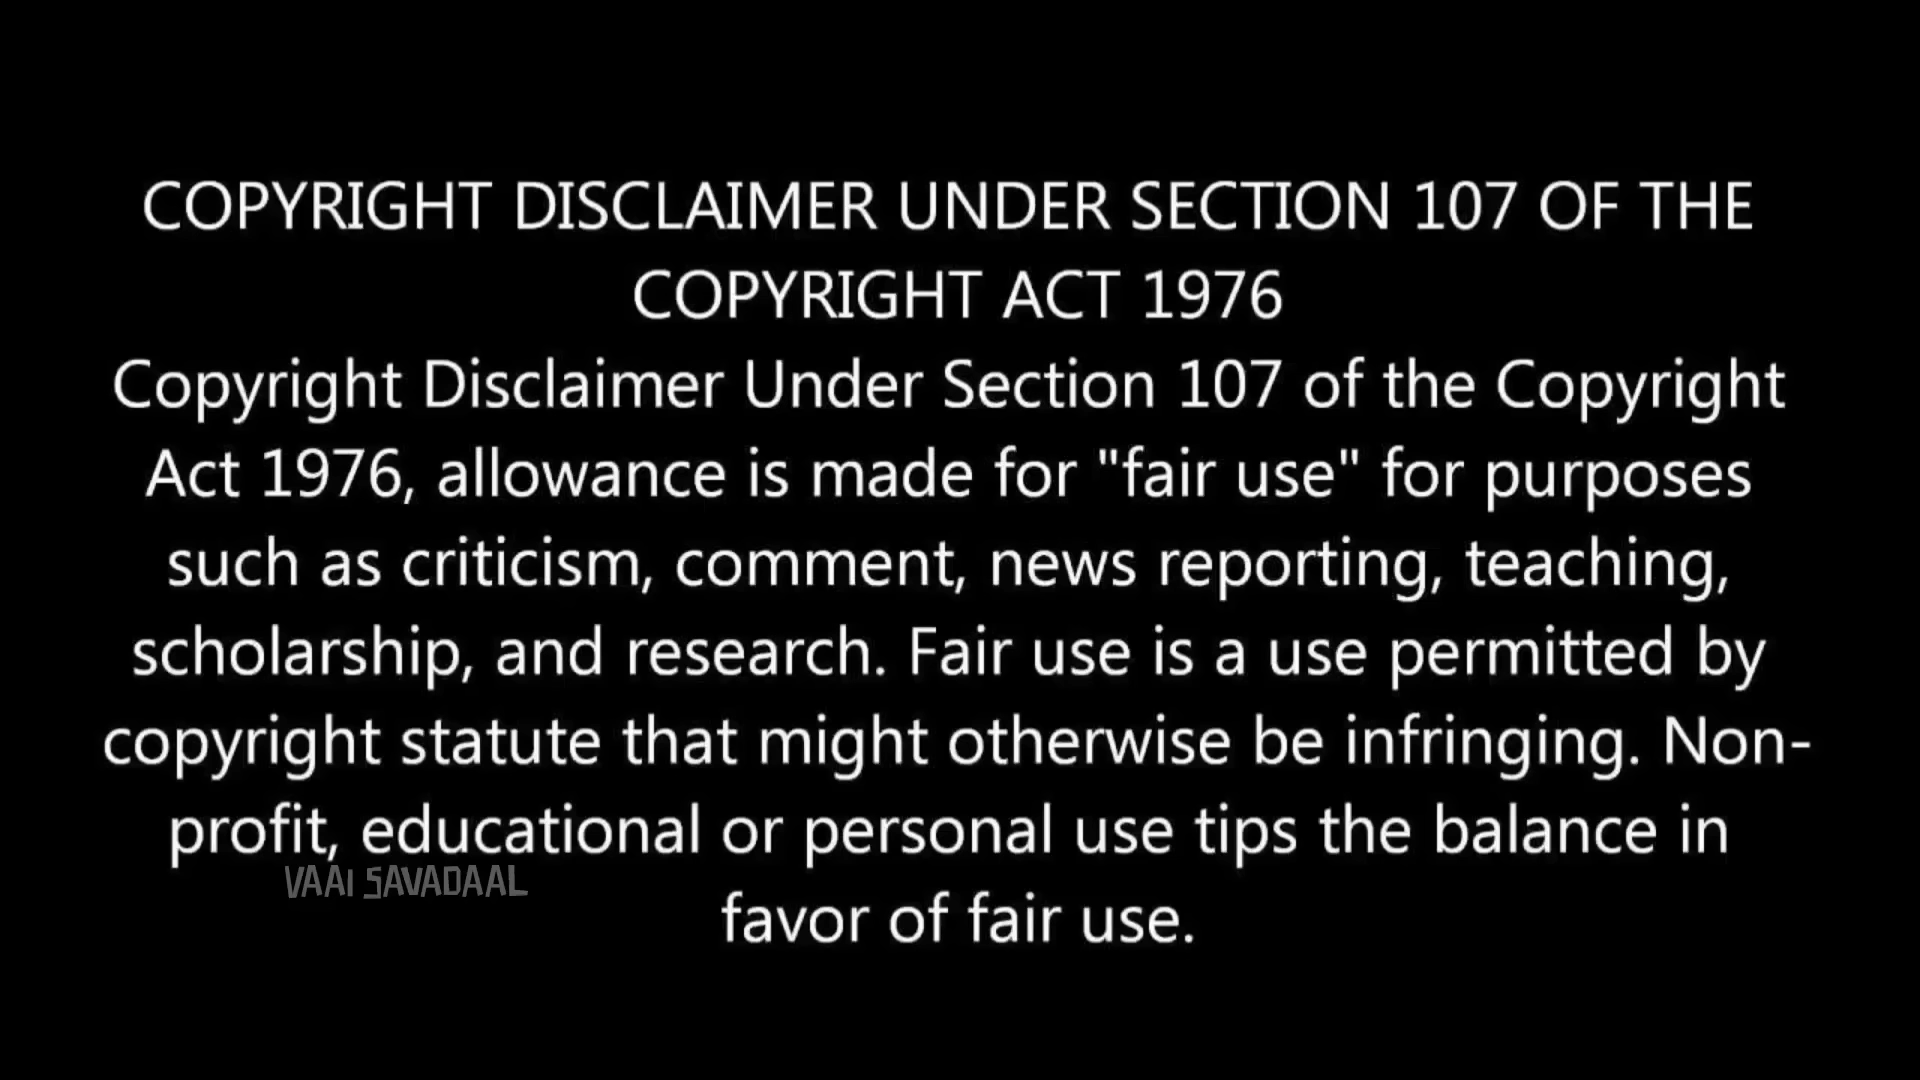 COPYRIGHT DISCLAIMER UNDER SECTION 107 OF THE
COPYRIGHT ACT 1976
Copyright Disclaimer Under Section 107 of the Copyright
Act 1976, allowance is made for "fair use" for purposes
such as criticism, comment, news reporting, teaching,
scholarship, and research. Fair use is a use permitted by
copyright statute that might otherwise be infringing. Non-
profit, educational or personal use tips the balance in
VAAI SAVADAAL
favor of fair use.